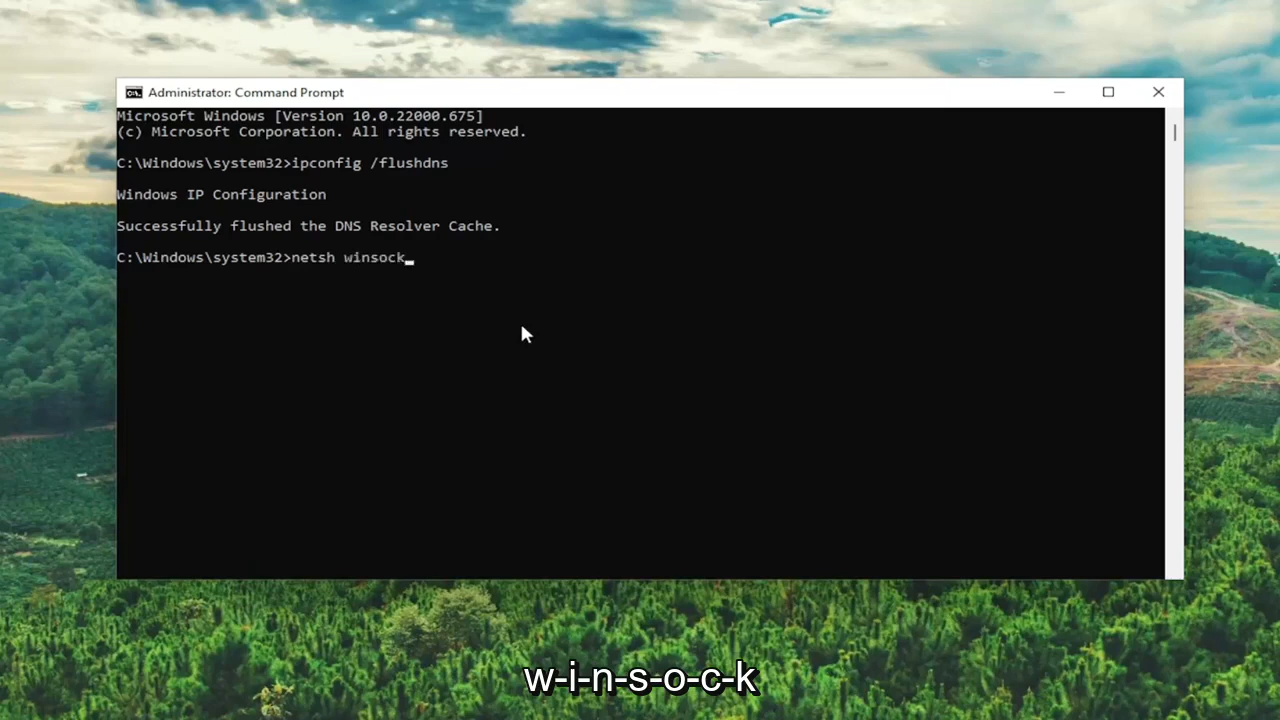 Administrator: Command Prompt
Microsoft Windows [Version 10.0.22000.675]
(c) Microsoft Corporation. All rights reserved.
C:\Windows\system32>ipconfig /flushdns
Windows IP Configuration
Successfully flushed the DNS Resolver Cache.
C:\Windows\system32>netsh winsock
w-i-n-s-o-c-k